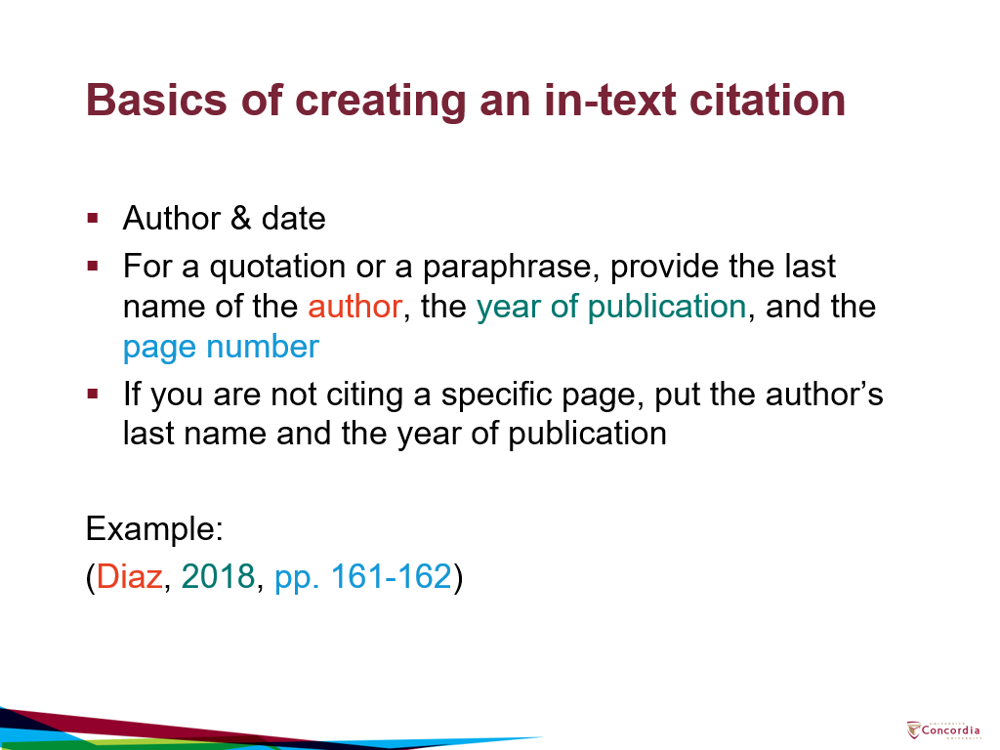 Basics of creating an in-text citation
▪ Author & date
▪ For a quotation or a paraphrase, provide the last
name of the author, the year of publication, and the
page number
▪ If you are not citing a specific page, put the author’s
last name and the year of publication
Example:
(Diaz, 2018, pp. 161-162)
UNIVERSITÉ
Concordia
UNIVERSITY